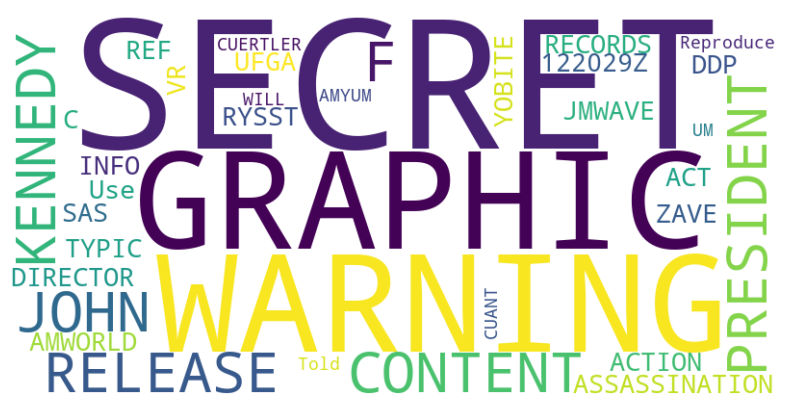 SECRET
GRAPHIC
WARNING
KENNEDY
PRESIDENT
JOHN
RELEASE
CONTENT
REF
VR
CUERTLER
UFGA
F
WILL
AMYUM
RYSST
YOBITE
RECORDS
122029Z
Reproduce
DDP
JMWAVE
UM
C
INFO
Use
SAS
TYPIC
DIRECTOR
AMWORLD
ACT
ZAVE
CUANT
Told
ACTION
ASSASSINATION